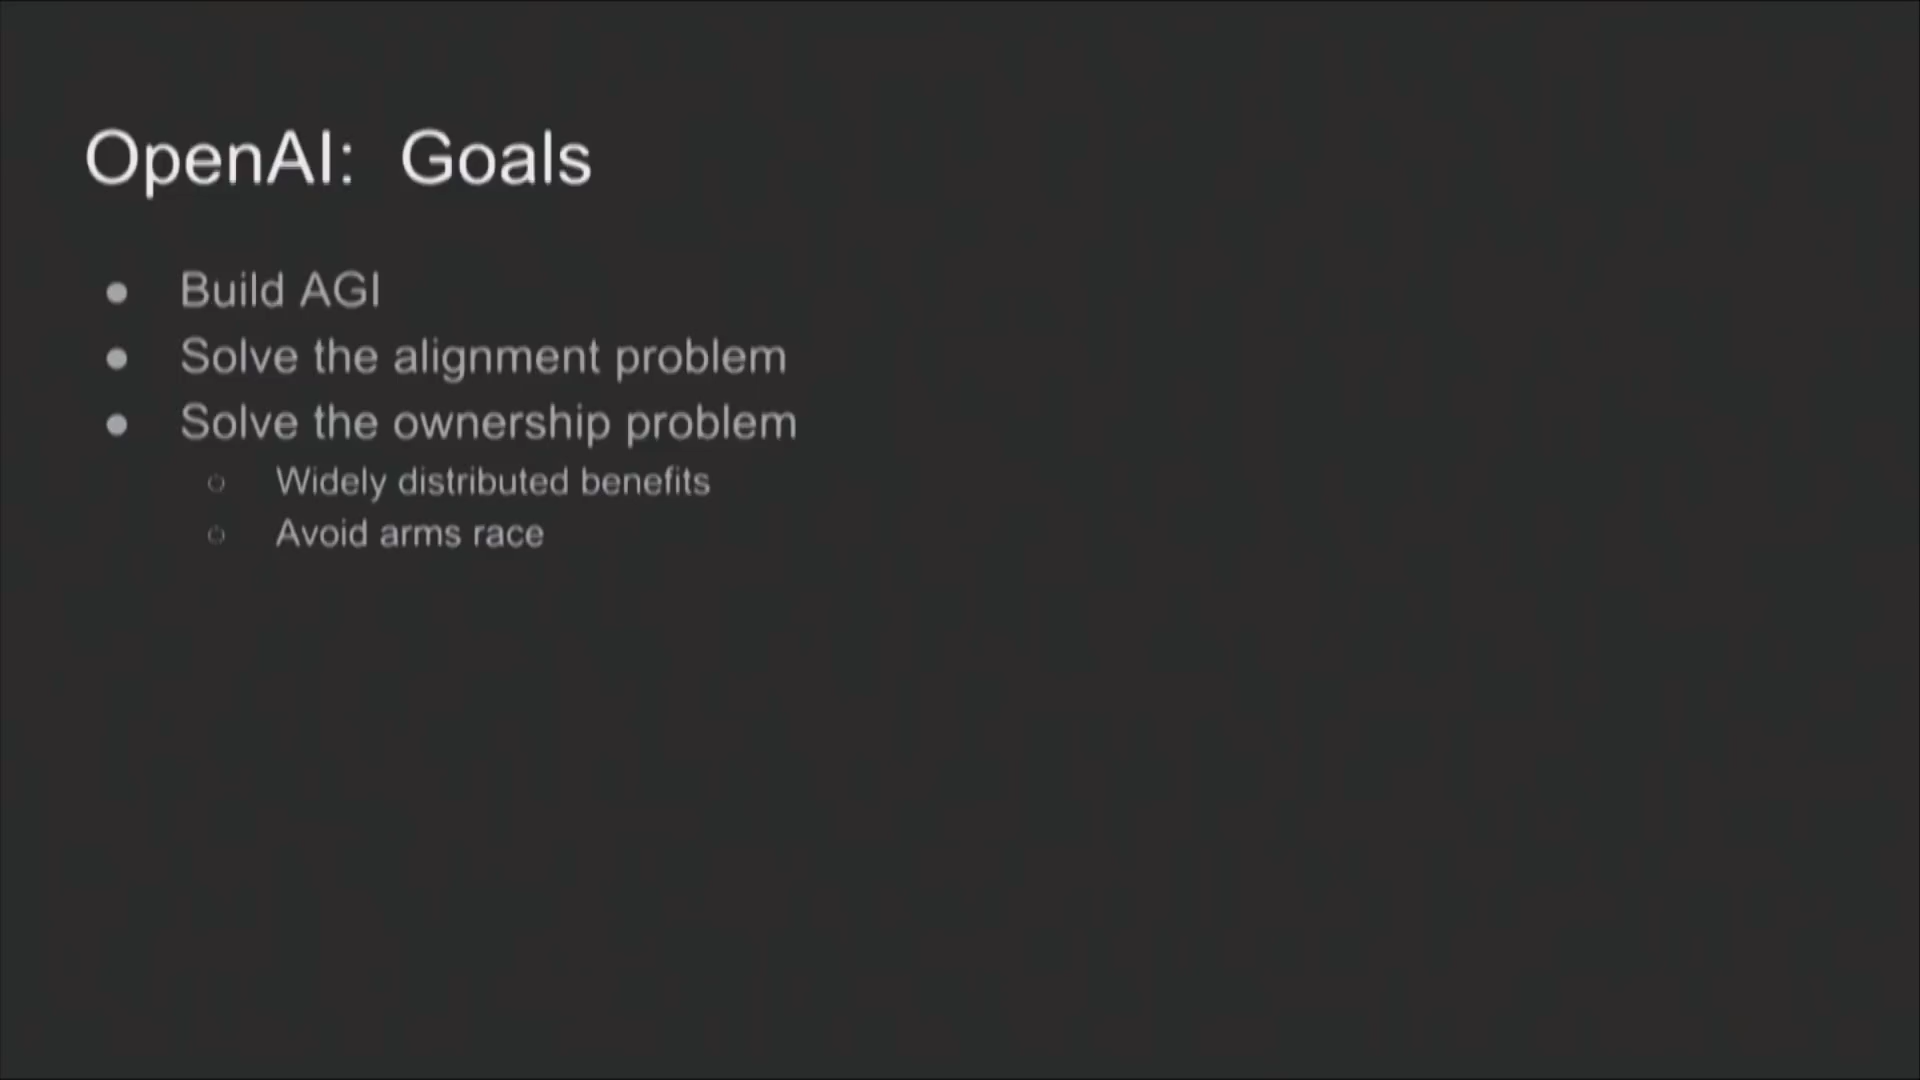 OpenAI: Goals
● Build AGI
● Solve the alignment problem
● Solve the ownership problem
○ Widely distributed benefits
○ Avoid arms race